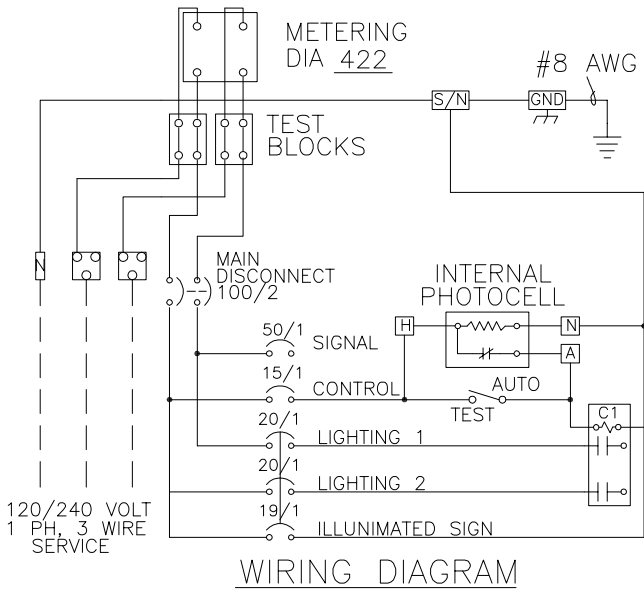 METERING
DIA 422
#8 AWG
S/N
GND
TEST
BLOCKS
N
MAIN
DISCONNECT
100/2
INTERNAL
PHOTOCELL
H
N
A
50/1
SIGNAL
15/1
CONTROL
AUTO
TEST
C1
20/1
LIGHTING 1
20/1
LIGHTING 2
19/1
ILLUNIMATED SIGN
120/240 VOLT
1 PH, 3 WIRE
SERVICE
WIRING DIAGRAM